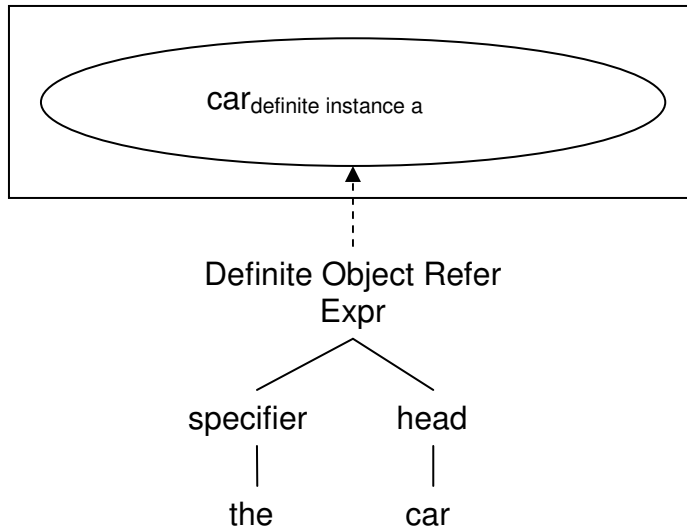 car definite instance a
Definite Object Refer
Expr
specifier head
the car